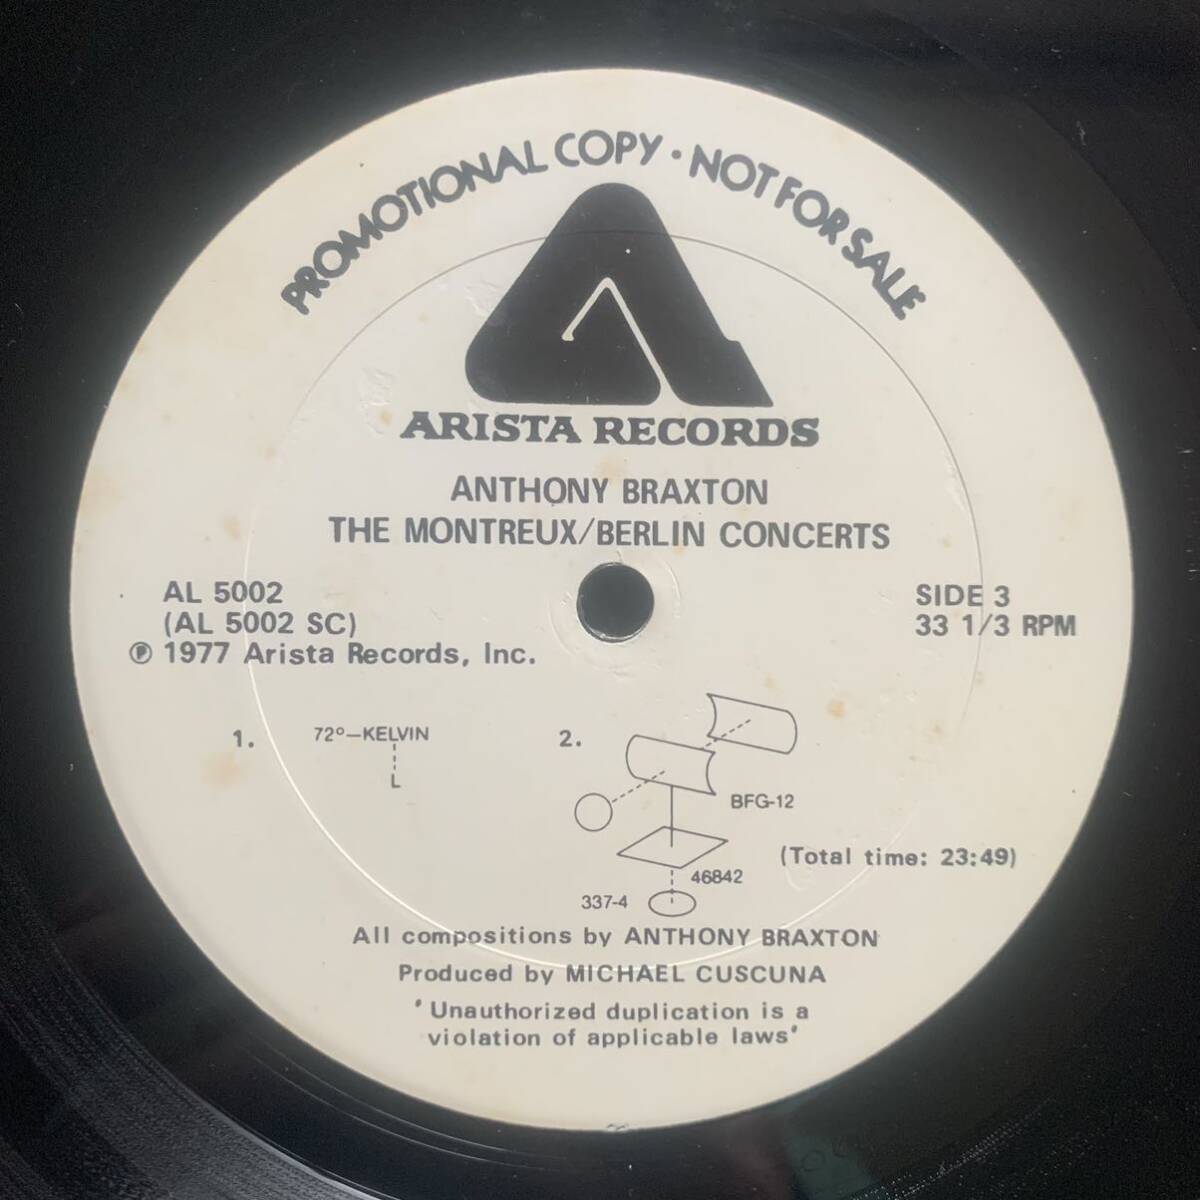 PROMOTIONAL COPY · NOT FOR SALE
ARISTA RECORDS
ANTHONY BRAXTON
THE MONTREUX/BERLIN CONCERTS
AL 5002
(AL 5002 SC)
℗ 1977 Arista Records, Inc.
SIDE 3
33 1/3 RPM
1. 72º—KELVIN
L
2.
BFG-12
46842
337-4
(Total time: 23:49)
All compositions by ANTHONY BRAXTON
Produced by MICHAEL CUSCUNA
'Unauthorized duplication is a
violation of applicable laws'